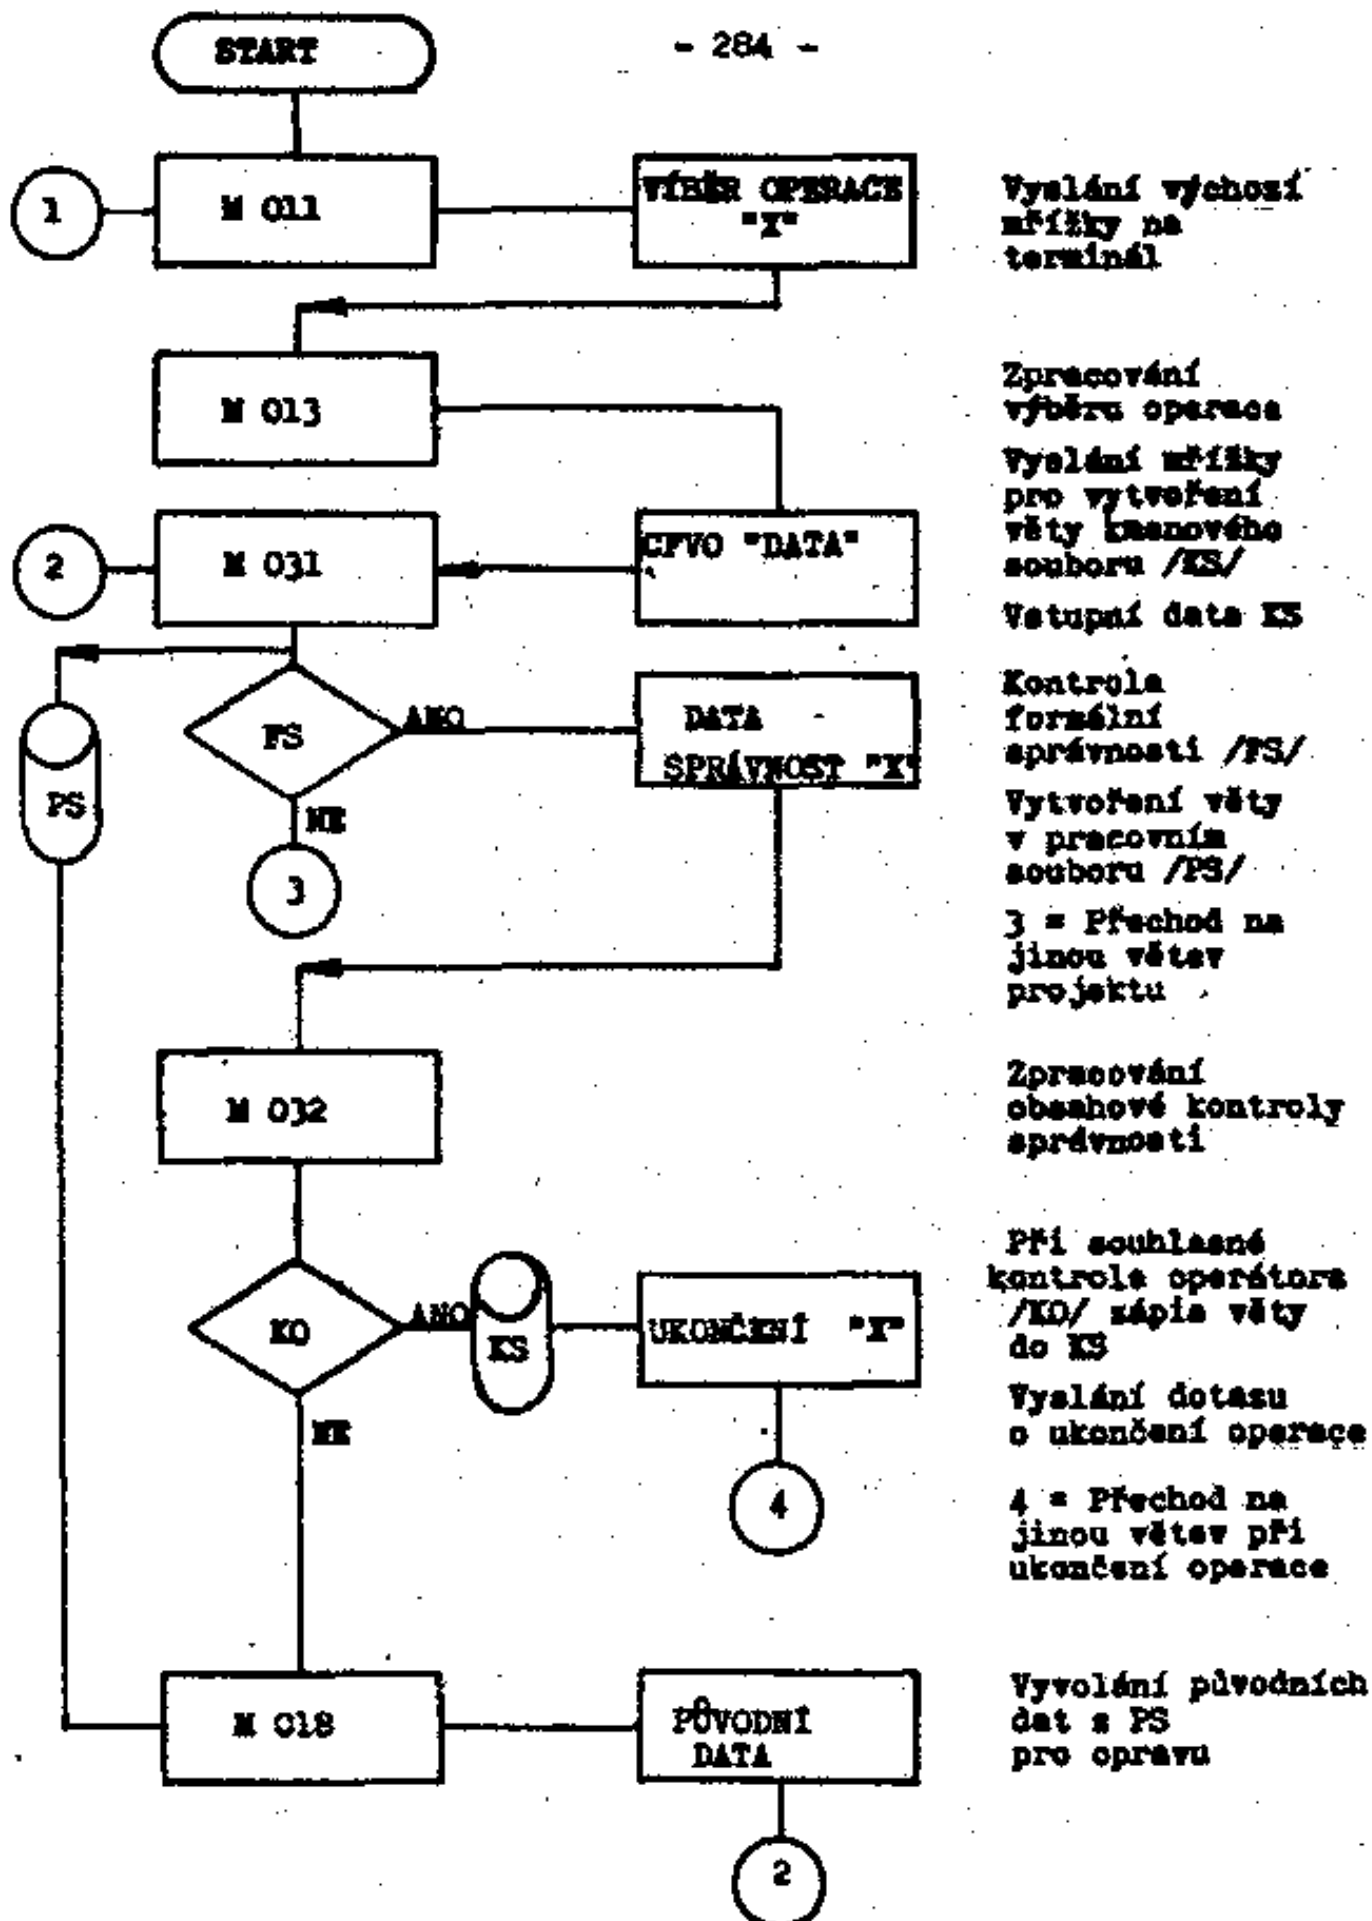 START
- 284 -
1
M 011
VÍBĚR OPERACE
"X"
Vyslání výchozí
mřížky na
terminál
M 013
Zpracování
výběru operace
Vyslání mřížky
pro vytvoření
věty kmenového
souboru /KS/
2
M 031
CFVO "DATA"
Vstupní data KS
PS
FS
ANO
NE
3
DATA
SPRÁVNOST "X"
Kontrola
formální
správnosti /FS/
Vytvoření věty
v pracovním
souboru /PS/
3 = Přechod na
jinou větev
projektu
M 032
Zpracování
obsahové kontroly
správnosti
KO
ANO
NE
KS
UKONČENÍ "X"
Při souhlasné
kontrole operátora
/KO/ zápis věty
do KS
Vyslání dotazu
o ukončení operace
4
4 = Přechod na
jinou větev při
ukončení operace
M 018
PŮVODNÍ
DATA
Vyvolání původních
dat z PS
pro opravu
2